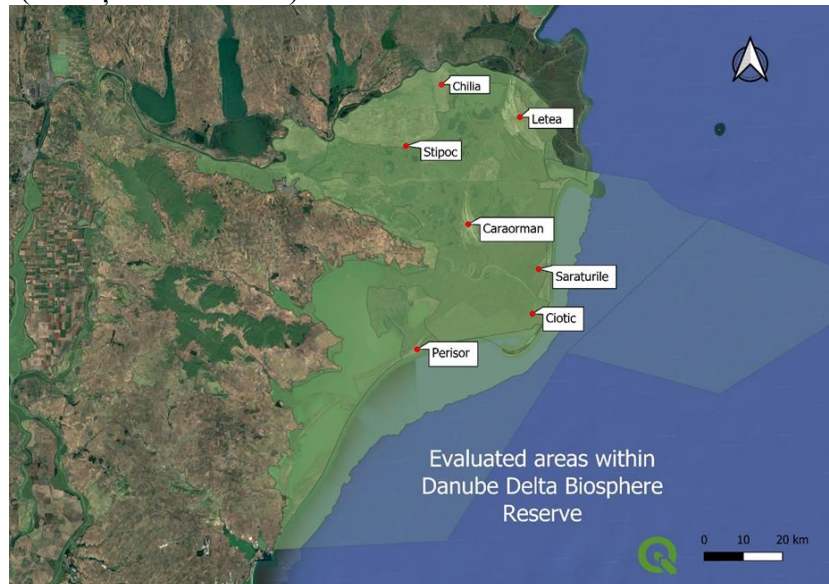 Chilia
Letea
Stipoc
Caraorman
Saraturile
Ciotic
Perisor
Evaluated areas within
Danube Delta Biosphere
Reserve
0 10 20 km